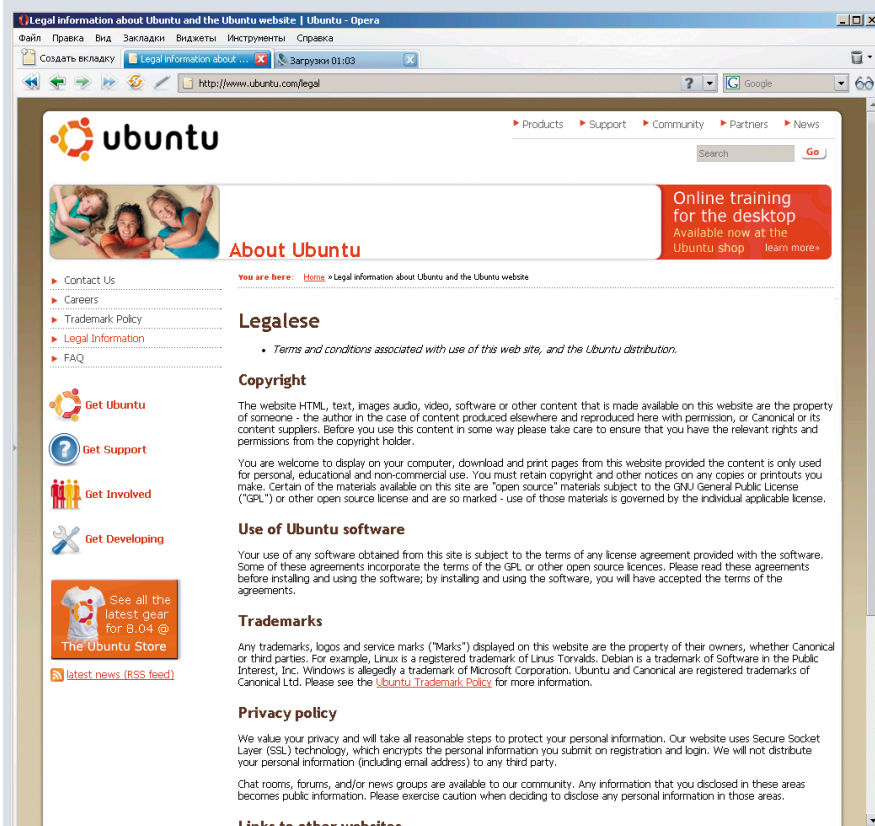 Legal information about Ubuntu and the Ubuntu website | Ubuntu - Opera
Файл Правка Вид Закладки Виджеты Инструменты Справка
Создать вкладку Legal information about ... Загрузки 01:03
http://www.ubuntu.com/legal ? G Google
ubuntu
Products Support Community Partners News
Search Go
About Ubuntu
Online training
for the desktop
Available now at the
Ubuntu shop learn more»
Contact Us
Careers
Trademark Policy
Legal Information
FAQ
Get Ubuntu
? Get Support
Get Involved
Get Developing
See all the
latest gear
for 8.04 @
The Ubuntu Store
latest news (RSS feed)
You are here: Home » Legal information about Ubuntu and the Ubuntu website
Legalese
• Terms and conditions associated with use of this web site, and the Ubuntu distribution.
Copyright
The website HTML, text, images audio, video, software or other content that is made available on this website are the property
of someone - the author in the case of content produced elsewhere and reproduced here with permission, or Canonical or its
content suppliers. Before you use this content in some way please take care to ensure that you have the relevant rights and
permissions from the copyright holder.
You are welcome to display on your computer, download and print pages from this website provided the content is only used
for personal, educational and non-commercial use. You must retain copyright and other notices on any copies or printouts you
make. Certain of the materials available on this site are "open source" materials subject to the GNU General Public License
("GPL") or other open source license and are so marked - use of those materials is governed by the individual applicable license.
Use of Ubuntu software
Your use of any software obtained from this site is subject to the terms of any license agreement provided with the software.
Some of these agreements incorporate the terms of the GPL or other open source licences. Please read these agreements
before installing and using the software; by installing and using the software, you will have accepted the terms of the
agreements.
Trademarks
Any trademarks, logos and service marks ("Marks") displayed on this website are the property of their owners, whether Canonical
or third parties. For example, Linux is a registered trademark of Linus Torvalds. Debian is a trademark of Software in the Public
Interest, Inc. Windows is allegedly a trademark of Microsoft Corporation. Ubuntu and Canonical are registered trademarks of
Canonical Ltd. Please see the Ubuntu Trademark Policy for more information.
Privacy policy
We value your privacy and will take all reasonable steps to protect your personal information. Our website uses Secure Socket
Layer (SSL) technology, which encrypts the personal information you submit on registration and login. We will not distribute
your personal information (including email address) to any third party.
Chat rooms, forums, and/or news groups are available to our community. Any information that you disclosed in these areas
becomes public information. Please exercise caution when deciding to disclose any personal information in those areas.
Links to other websites